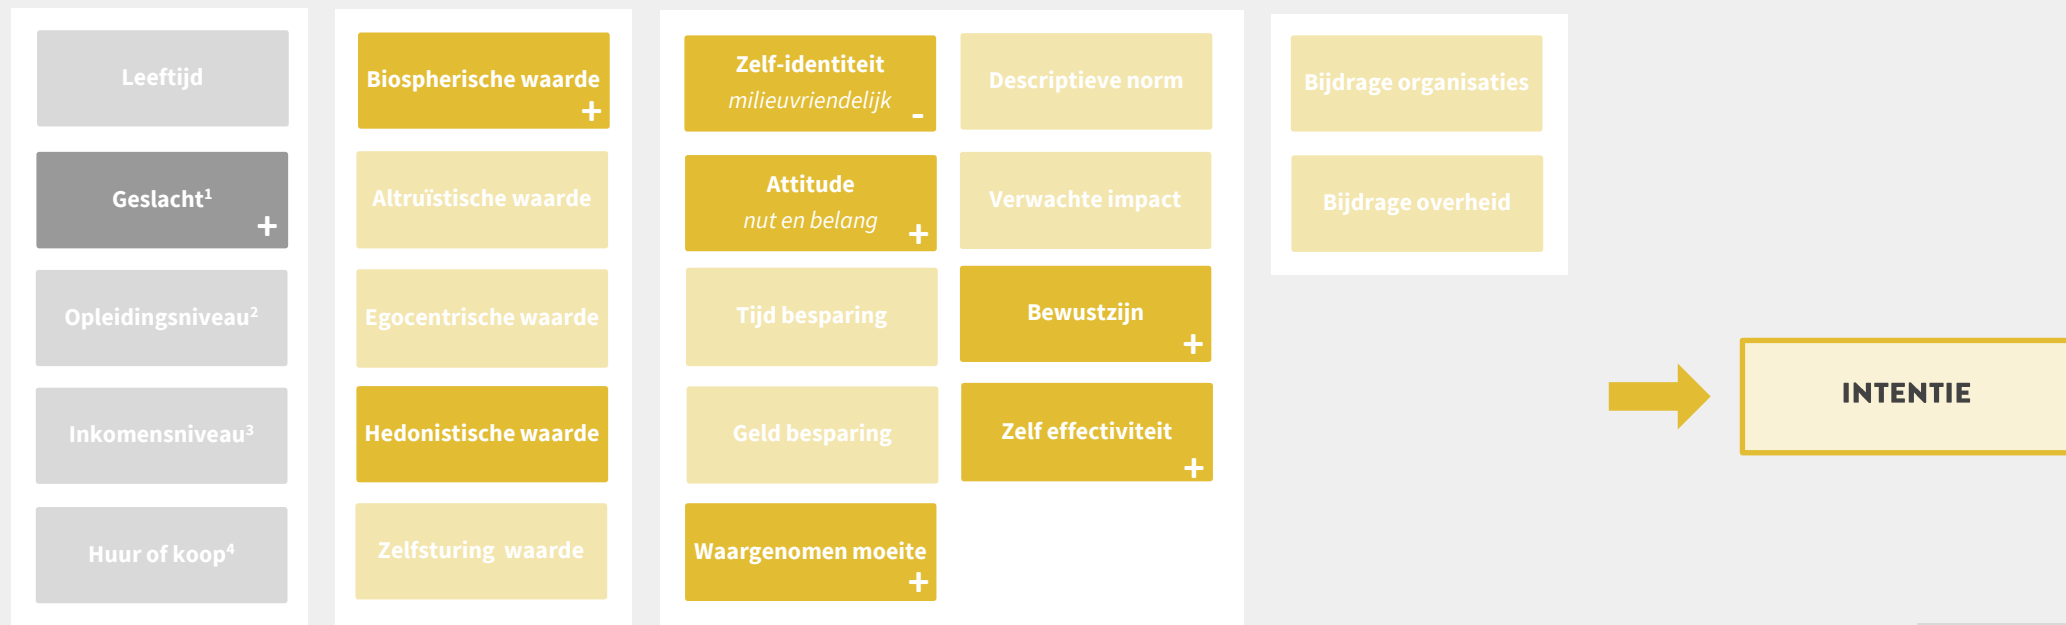 Leeftijd
Geslacht¹
+
Opleidingsniveau²
Inkomensniveau³
Huur of koop⁴
Biospherische waarde
+
Altruïstische waarde
Egocentrische waarde
Hedonistische waarde
Zelfsturing waarde
Zelf-identiteit
milieuvriendelijk
-
Attitude
nut en belang
+
Tijd besparing
Geld besparing
Waargenomen moeite
+
Descriptieve norm
Verwachte impact
Bewustzijn
+
Zelf effectiviteit
+
Bijdrage organisaties
Bijdrage overheid
INTENTIE